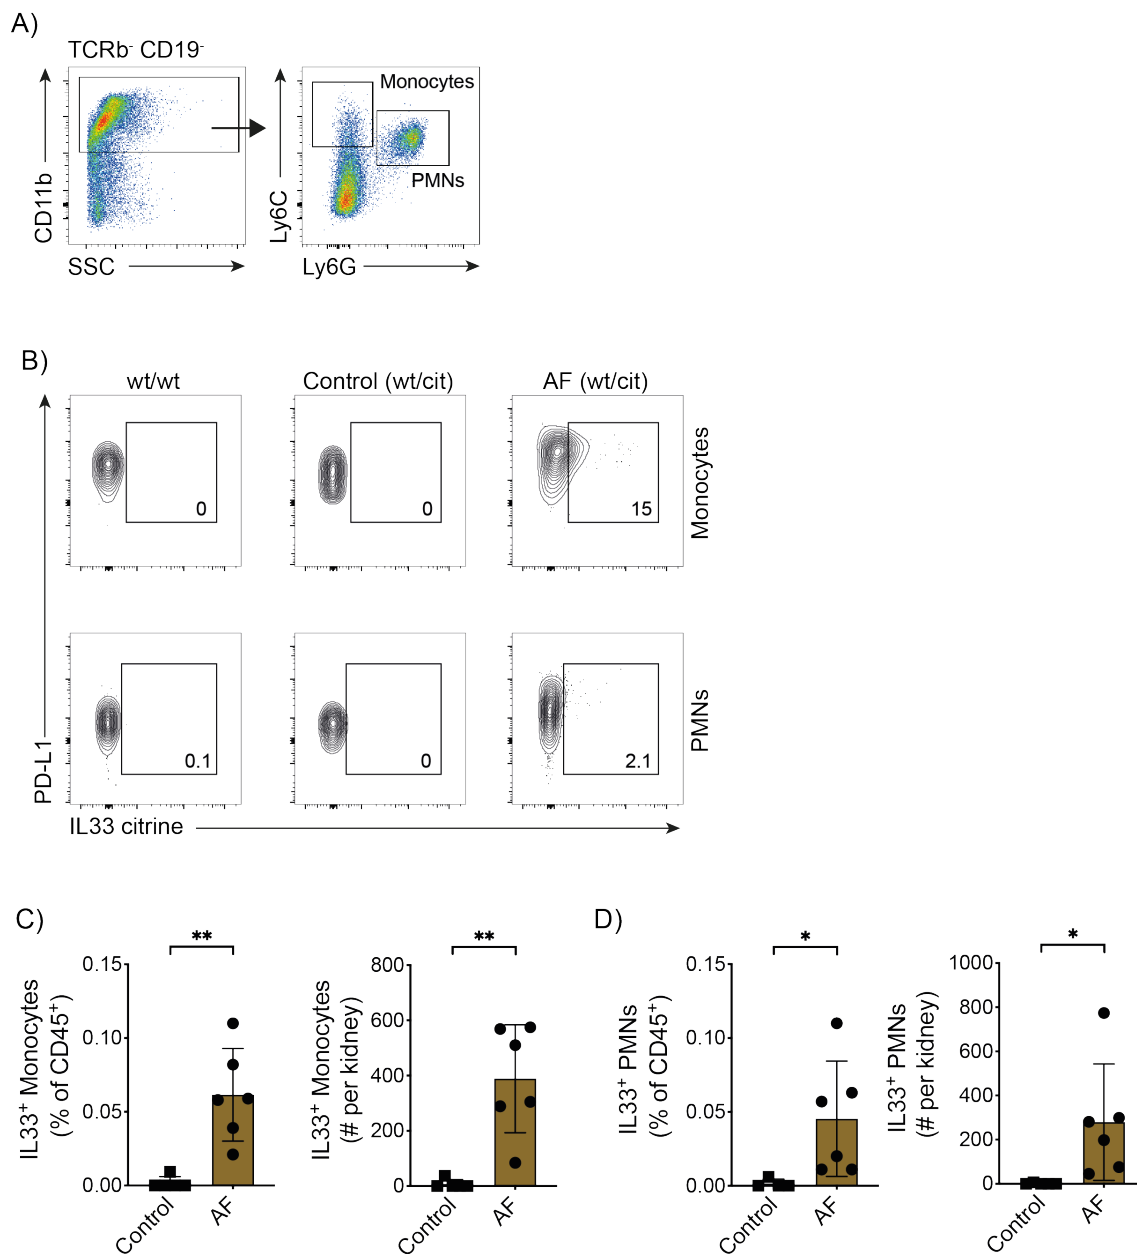 A)
TCRb⁻ CD19⁻
CD11b
SSC
Monocytes
PMNs
Ly6C
Ly6G
B)
wt/wt
Control (wt/cit)
AF (wt/cit)
0
0
15
Monocytes
0.1
0
2.1
PMNs
PD-L1
IL33 citrine
C)
**
IL33⁺ Monocytes
(% of CD45⁺)
0.15
0.10
0.05
0.00
Control
AF
**
IL33⁺ Monocytes
(# per kidney)
800
600
400
200
0
Control
AF
D)
*
IL33⁺ PMNs
(% of CD45⁺)
0.15
0.10
0.05
0.00
Control
AF
*
IL33⁺ PMNs
(# per kidney)
1000
800
600
400
200
0
Control
AF